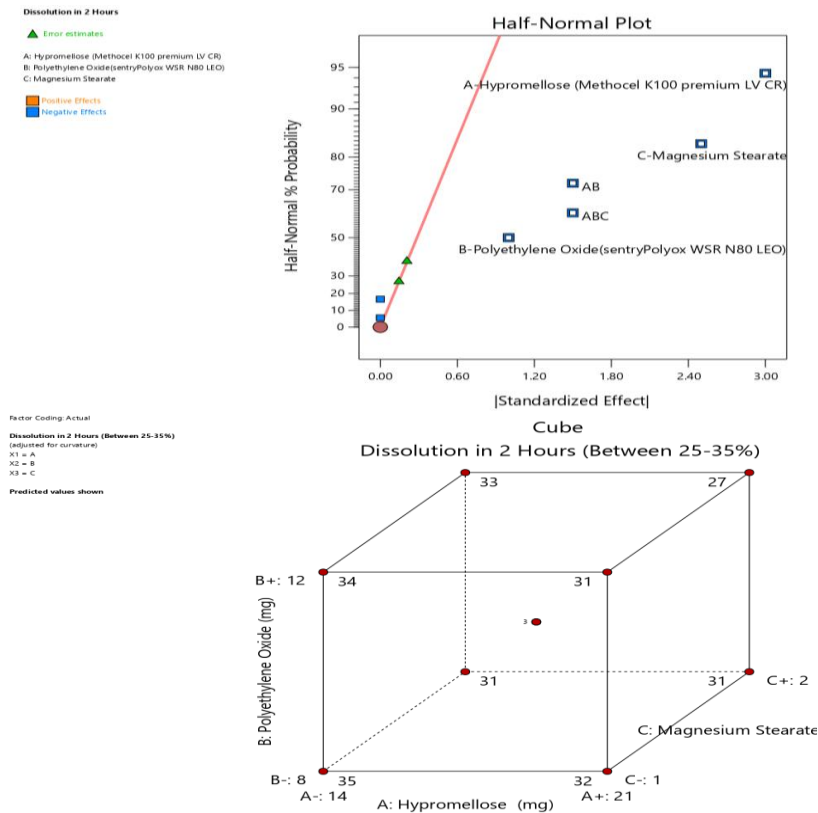 Dissolution in 2 Hours
Error estimates
A: Hypromellose (Methocel K100 premium LV CR)
B: Polyethylene Oxide(sentryPolyox WSR N80 LEO)
C: Magnesium Stearate
Positive Effects
Negative Effects
Half-Normal Plot
Half-Normal % Probability
95
90
80
70
50
30
20
10
0
A-Hypromellose (Methocel K100 premium LV CR)
C-Magnesium Stearate
AB
ABC
B-Polyethylene Oxide(sentryPolyox WSR N80 LEO)
0.00 0.60 1.20 1.80 2.40 3.00
|Standardized Effect|
Factor Coding: Actual
Dissolution in 2 Hours (Between 25-35%)
(adjusted for curvature)
X1 = A
X2 = B
X3 = C
Predicted values shown
Cube
Dissolution in 2 Hours (Between 25-35%)
33 27
B+: 12 34 31
3
B: Polyethylene Oxide (mg)
31 31 C+: 2
C: Magnesium Stearate
B-: 8 35 32 C-: 1
A-: 14 A+: 21
A: Hypromellose (mg)